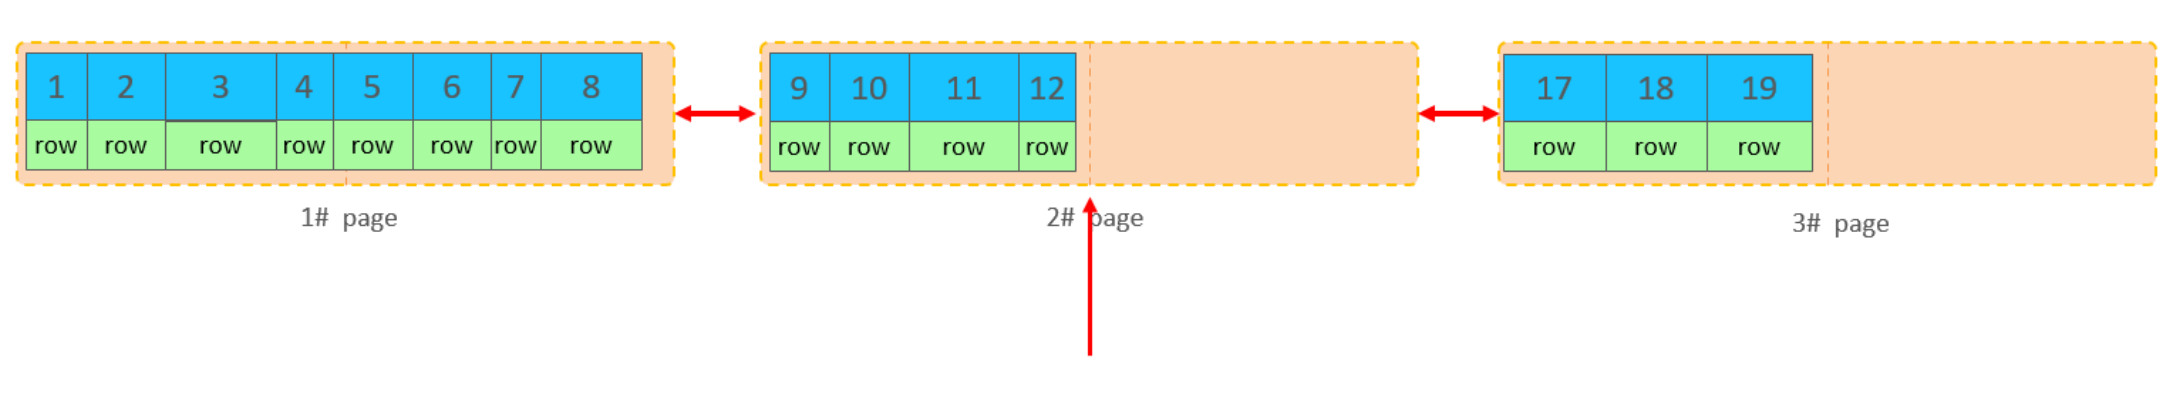 1 2 3 4 5 6 7 8
row row row row row row row row
1# page
9 10 11 12
row row row row
2# page
17 18 19
row row row
3# page